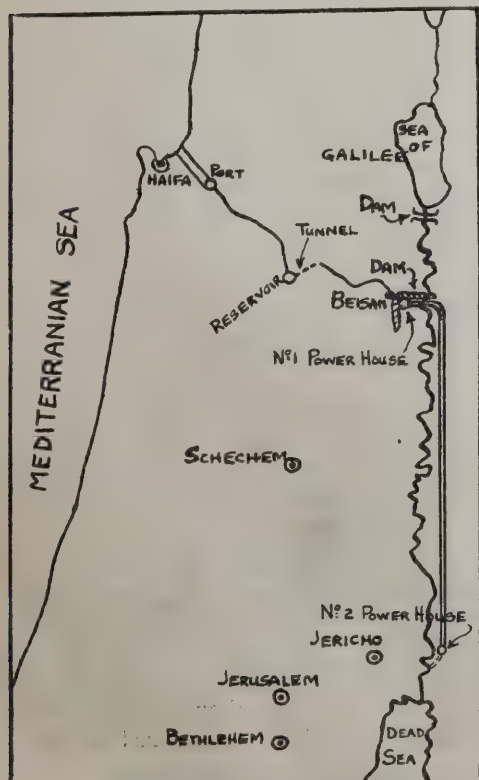 SEA OF
GALILEE
HAIFA
PORT
DAM
TUNNEL
MEDITERRANIAN SEA
DAM
RESERVOIR
BEISAN
Nº1 POWER HOUSE
SCHECHEM
Nº2 POWER HOUSE
JERICHO
JERUSALEM
BETHLEHEM
DEAD
SEA